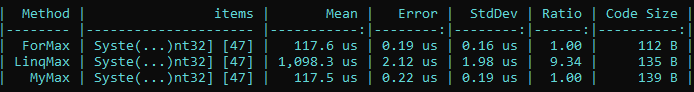 | Method | items | Mean | Error | StdDev | Ratio | Code Size |
|-------- |--------------------- |-----------:|--------:|--------:|------:|----------:|
| ForMax | Syste(...)nt32] [47] | 117.6 us | 0.19 us | 0.16 us | 1.00 | 112 B |
| LinqMax | Syste(...)nt32] [47] | 1,098.3 us | 2.12 us | 1.98 us | 9.34 | 135 B |
| MyMax | Syste(...)nt32] [47] | 117.5 us | 0.22 us | 0.19 us | 1.00 | 139 B |